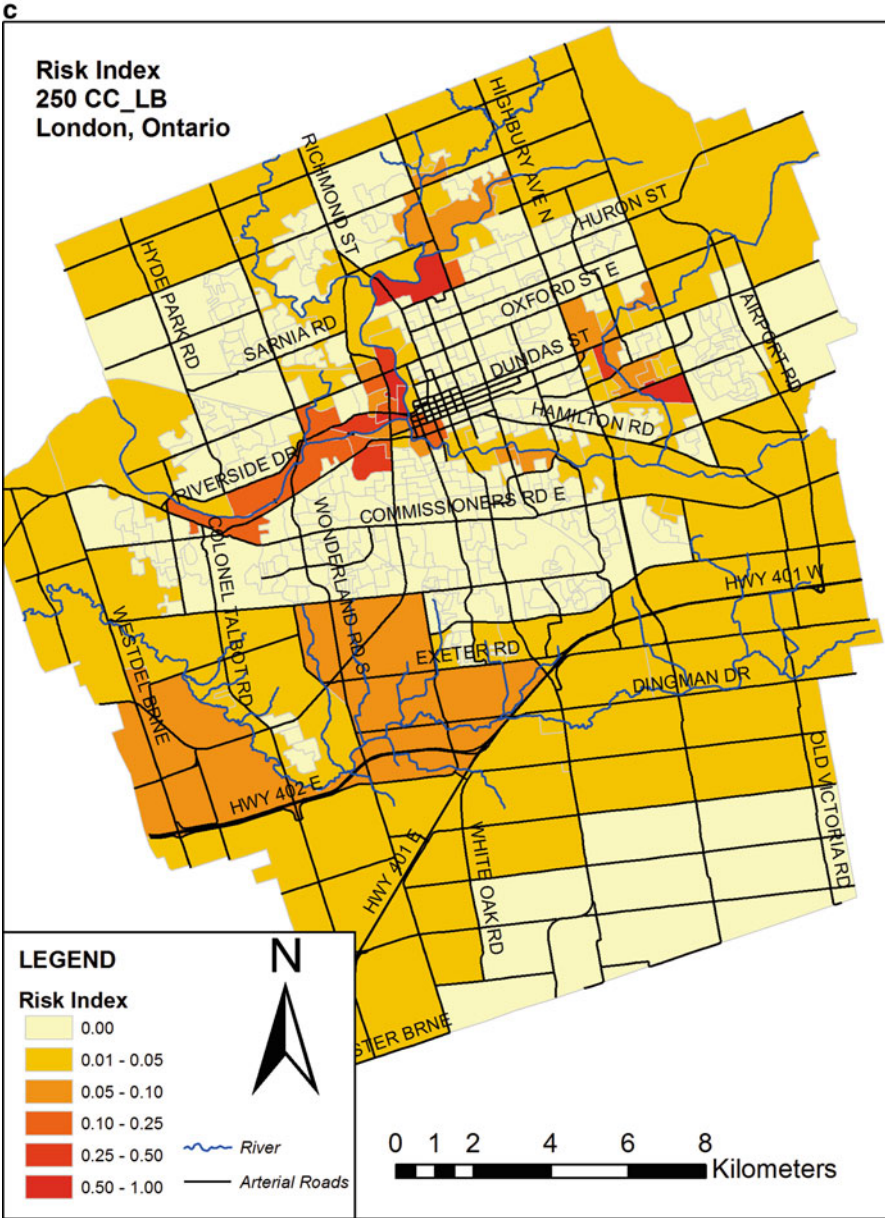 c
Risk Index
250 CC_LB
London, Ontario
RICHMOND ST
HIGHBURY AVE N
HURON ST
HYDE PARK RD
OXFORD ST E
SARNIA RD
DUNDAS ST
AIRPORT RD
HAMILTON RD
RIVERSIDE DR
COMMISSIONERS RD E
WONDERLAND RD S
COLONEL TALBOT RD
HWY 401 W
WESTDEL BRNE
EXETER RD
DINGMAN DR
OLD VICTORIA RD
HWY 402 E
HWY 401 E
WHITE OAK RD
STER BRNE
LEGEND
N
Risk Index
0.00
0.01 - 0.05
0.05 - 0.10
0.10 - 0.25
0.25 - 0.50
0.50 - 1.00
River
Arterial Roads
0 1 2 4 6 8
Kilometers